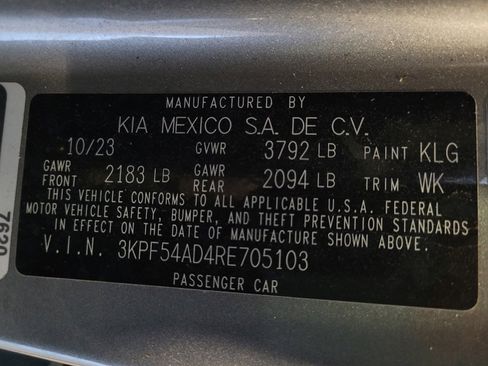 MANUFACTURED BY
KIA MEXICO S.A. DE C.V.
10/23 GVWR 3792 LB PAINT KLG
GAWR FRONT 2183 LB GAWR REAR 2094 LB TRIM WK
THIS VEHICLE CONFORMS TO ALL APPLICABLE U.S.A. FEDERAL
MOTOR VEHICLE SAFETY, BUMPER, AND THEFT PREVENTION STANDARDS
IN EFFECT ON THE DATE OF MANUFACTURE SHOWN ABOVE.
V.I.N. 3KPF54AD4RE705103
PASSENGER CAR